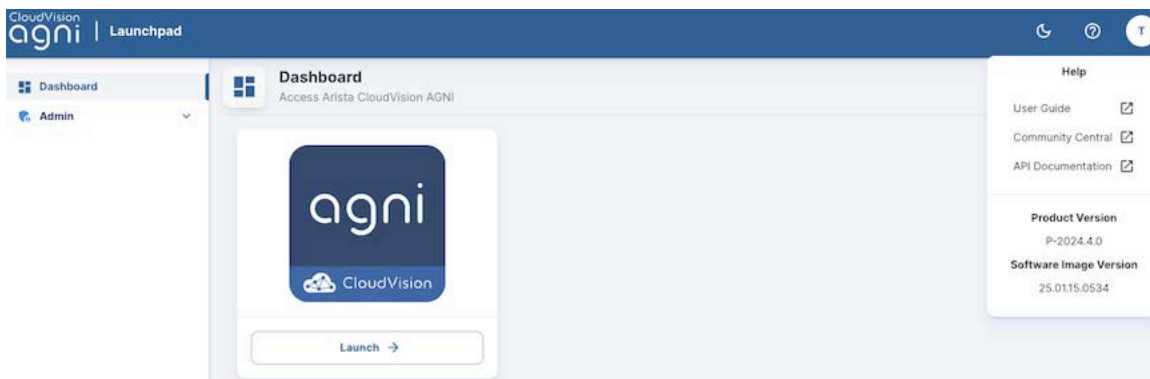 CloudVision
agni | Launchpad
T
Dashboard
Admin
Dashboard
Access Arista CloudVision AGNI
agni
CloudVision
Launch →
Help
User Guide
Community Central
API Documentation
Product Version
P-2024.4.0
Software Image Version
25.01.15.0534